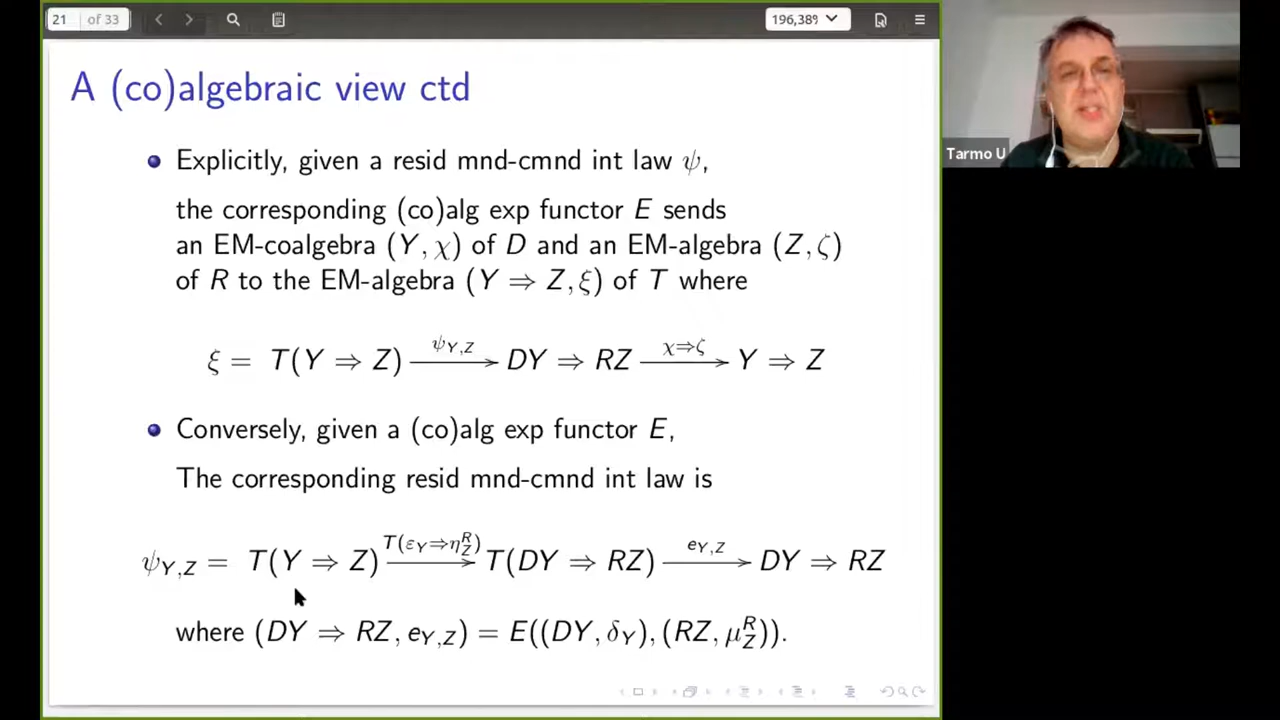 21 of 33
196,38%
A (co)algebraic view ctd
Explicitly, given a resid mnd-cmnd int law ψ,
the corresponding (co)alg exp functor E sends
an EM-coalgebra (Y, χ) of D and an EM-algebra (Z, ζ)
of R to the EM-algebra (Y ⇒ Z, ξ) of T where
ξ = T(Y ⇒ Z) —ψ_{Y,Z}→ DY ⇒ RZ —χ⇒ζ→ Y ⇒ Z
Conversely, given a (co)alg exp functor E,
The corresponding resid mnd-cmnd int law is
ψ_{Y,Z} = T(Y ⇒ Z) —T(ε_Y⇒η^R_Z)→ T(DY ⇒ RZ) —e_{Y,Z}→ DY ⇒ RZ
where (DY ⇒ RZ, e_{Y,Z}) = E((DY, δ_Y), (RZ, μ^R_Z)).
Tarmo U